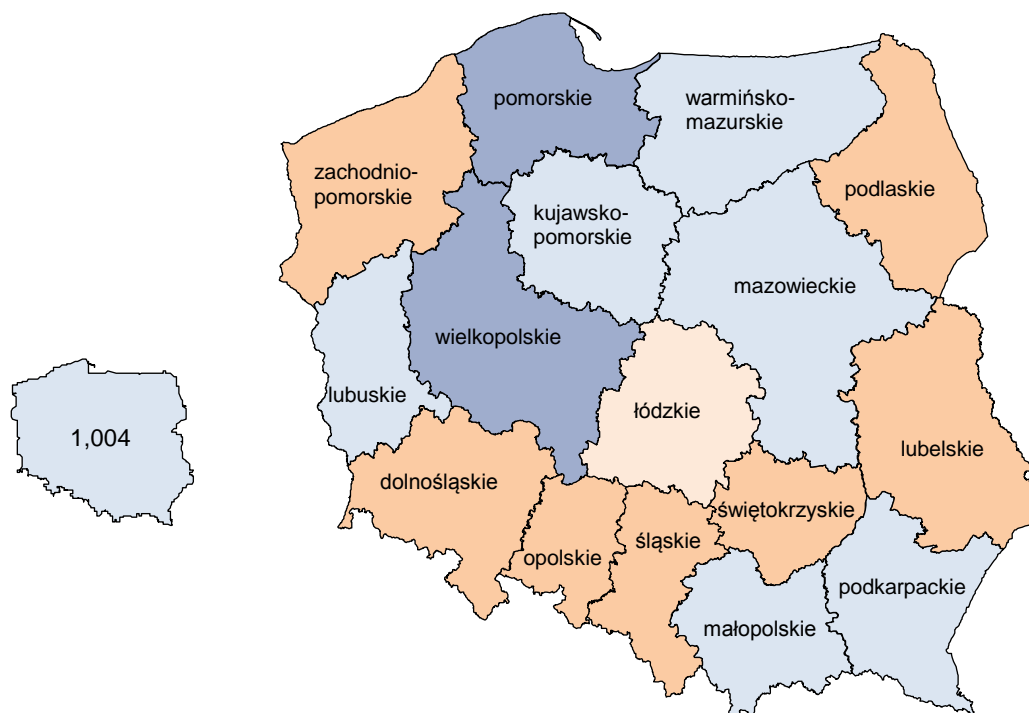 pomorskie
warmińsko-
mazurskie
zachodnio-
pomorskie
podlaskie
kujawsko-
pomorskie
mazowieckie
wielkopolskie
lubuskie
łódzkie
1,004
lubelskie
dolnośląskie
świętokrzyskie
śląskie
opolskie
podkarpackie
małopolskie